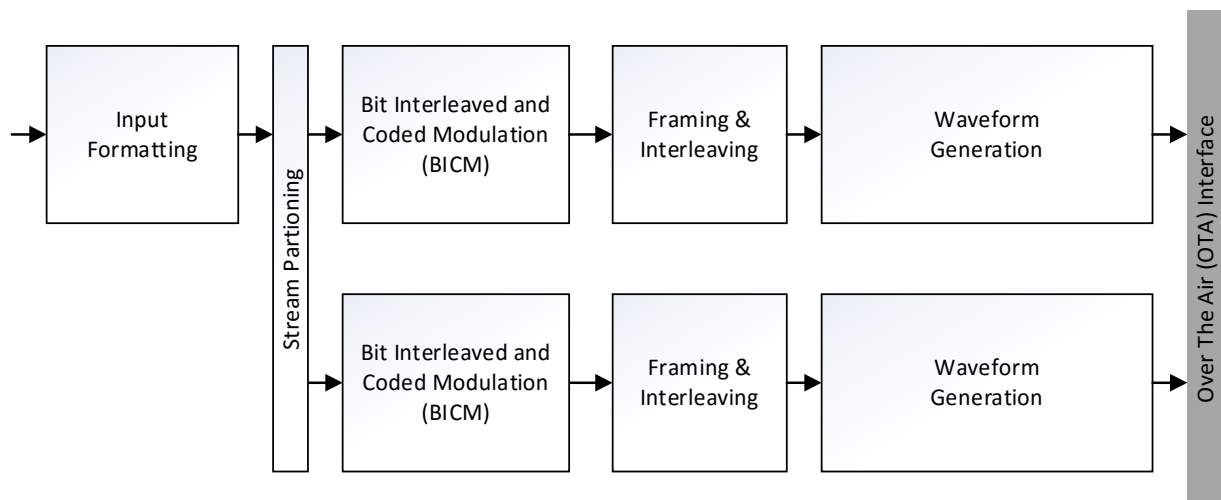 Input
Formatting
Stream Partioning
Bit Interleaved and
Coded Modulation
(BICM)
Framing &
Interleaving
Waveform
Generation
Bit Interleaved and
Coded Modulation
(BICM)
Framing &
Interleaving
Waveform
Generation
Over The Air (OTA) Interface